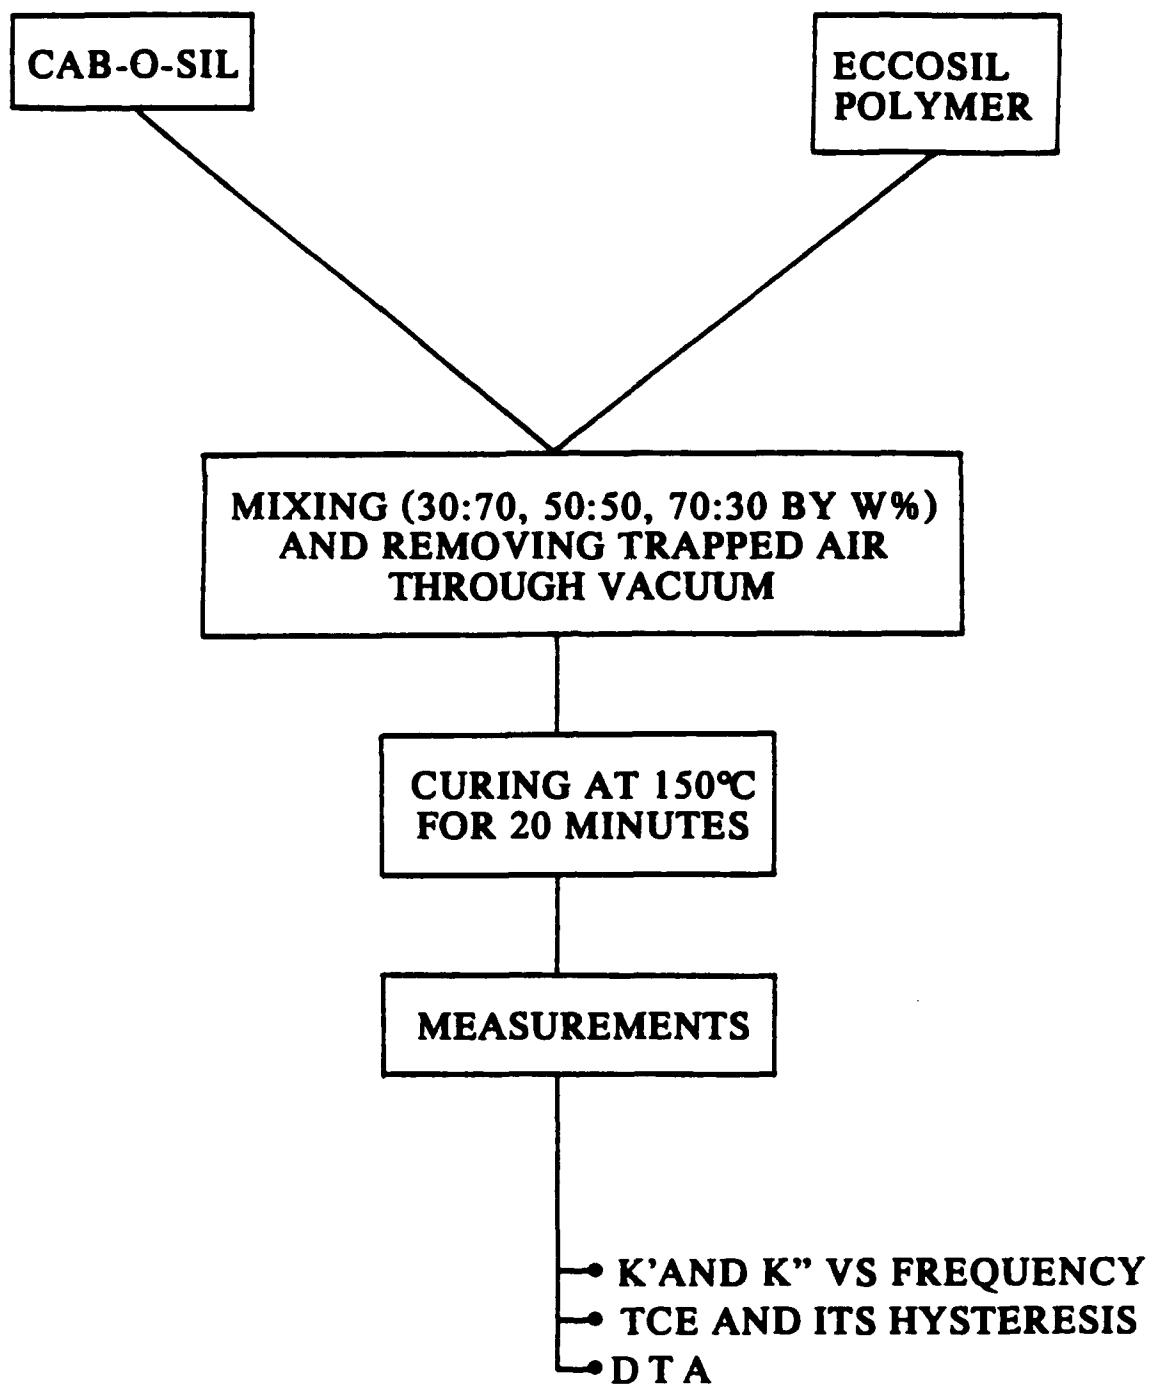 CAB-O-SIL
ECCOSIL
POLYMER
MIXING (30:70, 50:50, 70:30 BY W%)
AND REMOVING TRAPPED AIR
THROUGH VACUUM
CURING AT 150°C
FOR 20 MINUTES
MEASUREMENTS
K'AND K” VS FREQUENCY
TCE AND ITS HYSTERESIS
D T A